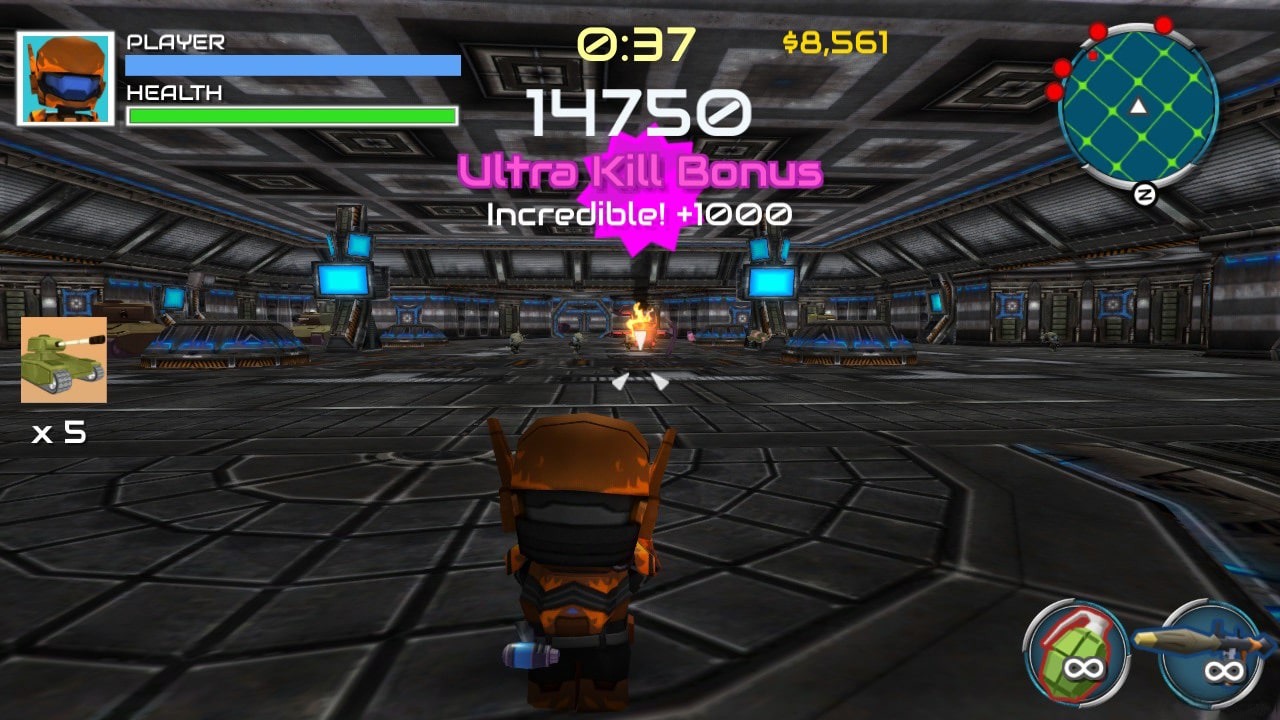 PLAYER
HEALTH
0:37
$8,561
14750
Ultra Kill Bonus
Incredible! +1000
N
x 5
∞
∞